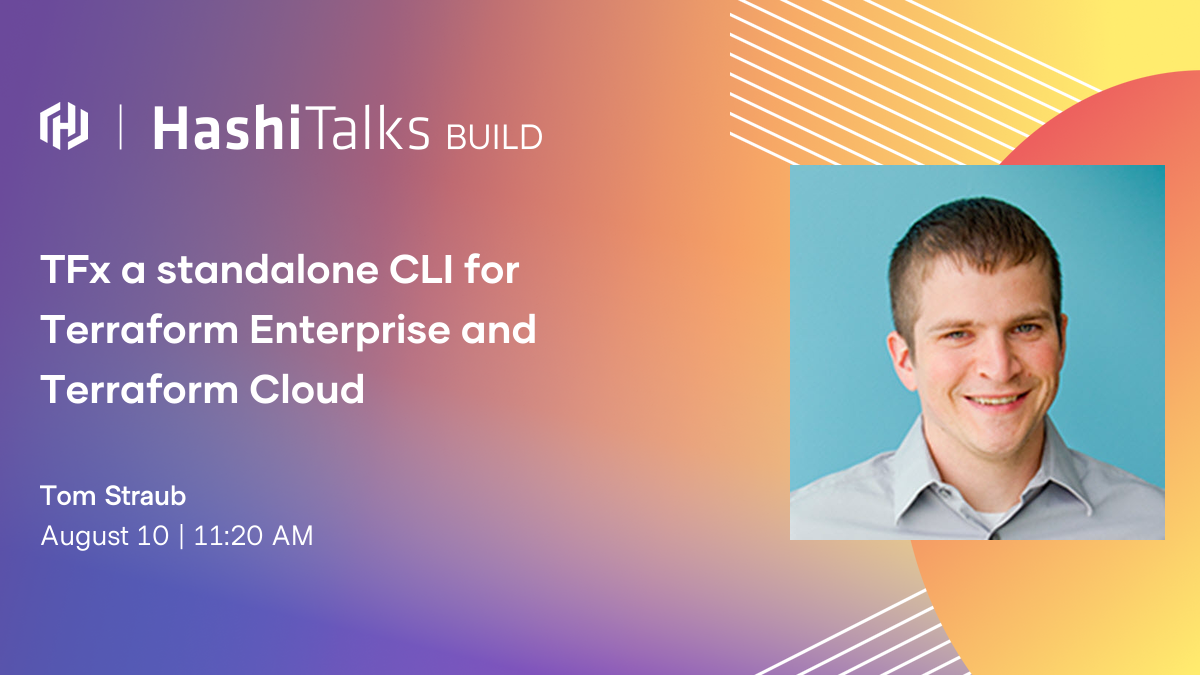 HashiTalks BUILD
TFx a standalone CLI for
Terraform Enterprise and
Terraform Cloud
Tom Straub
August 10 | 11:20 AM